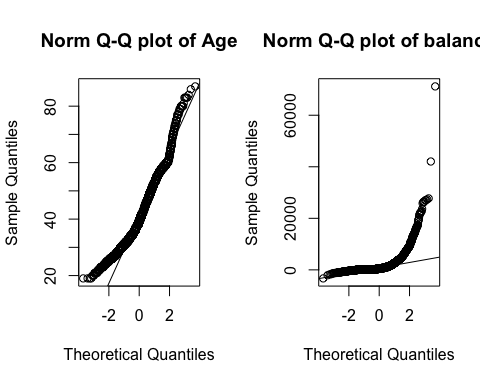 Norm Q-Q plot of Age
Sample Quantiles
20 40 60 80
-2 0 2
Theoretical Quantiles
Norm Q-Q plot of balanc
Sample Quantiles
0 20000 60000
-2 0 2
Theoretical Quantiles